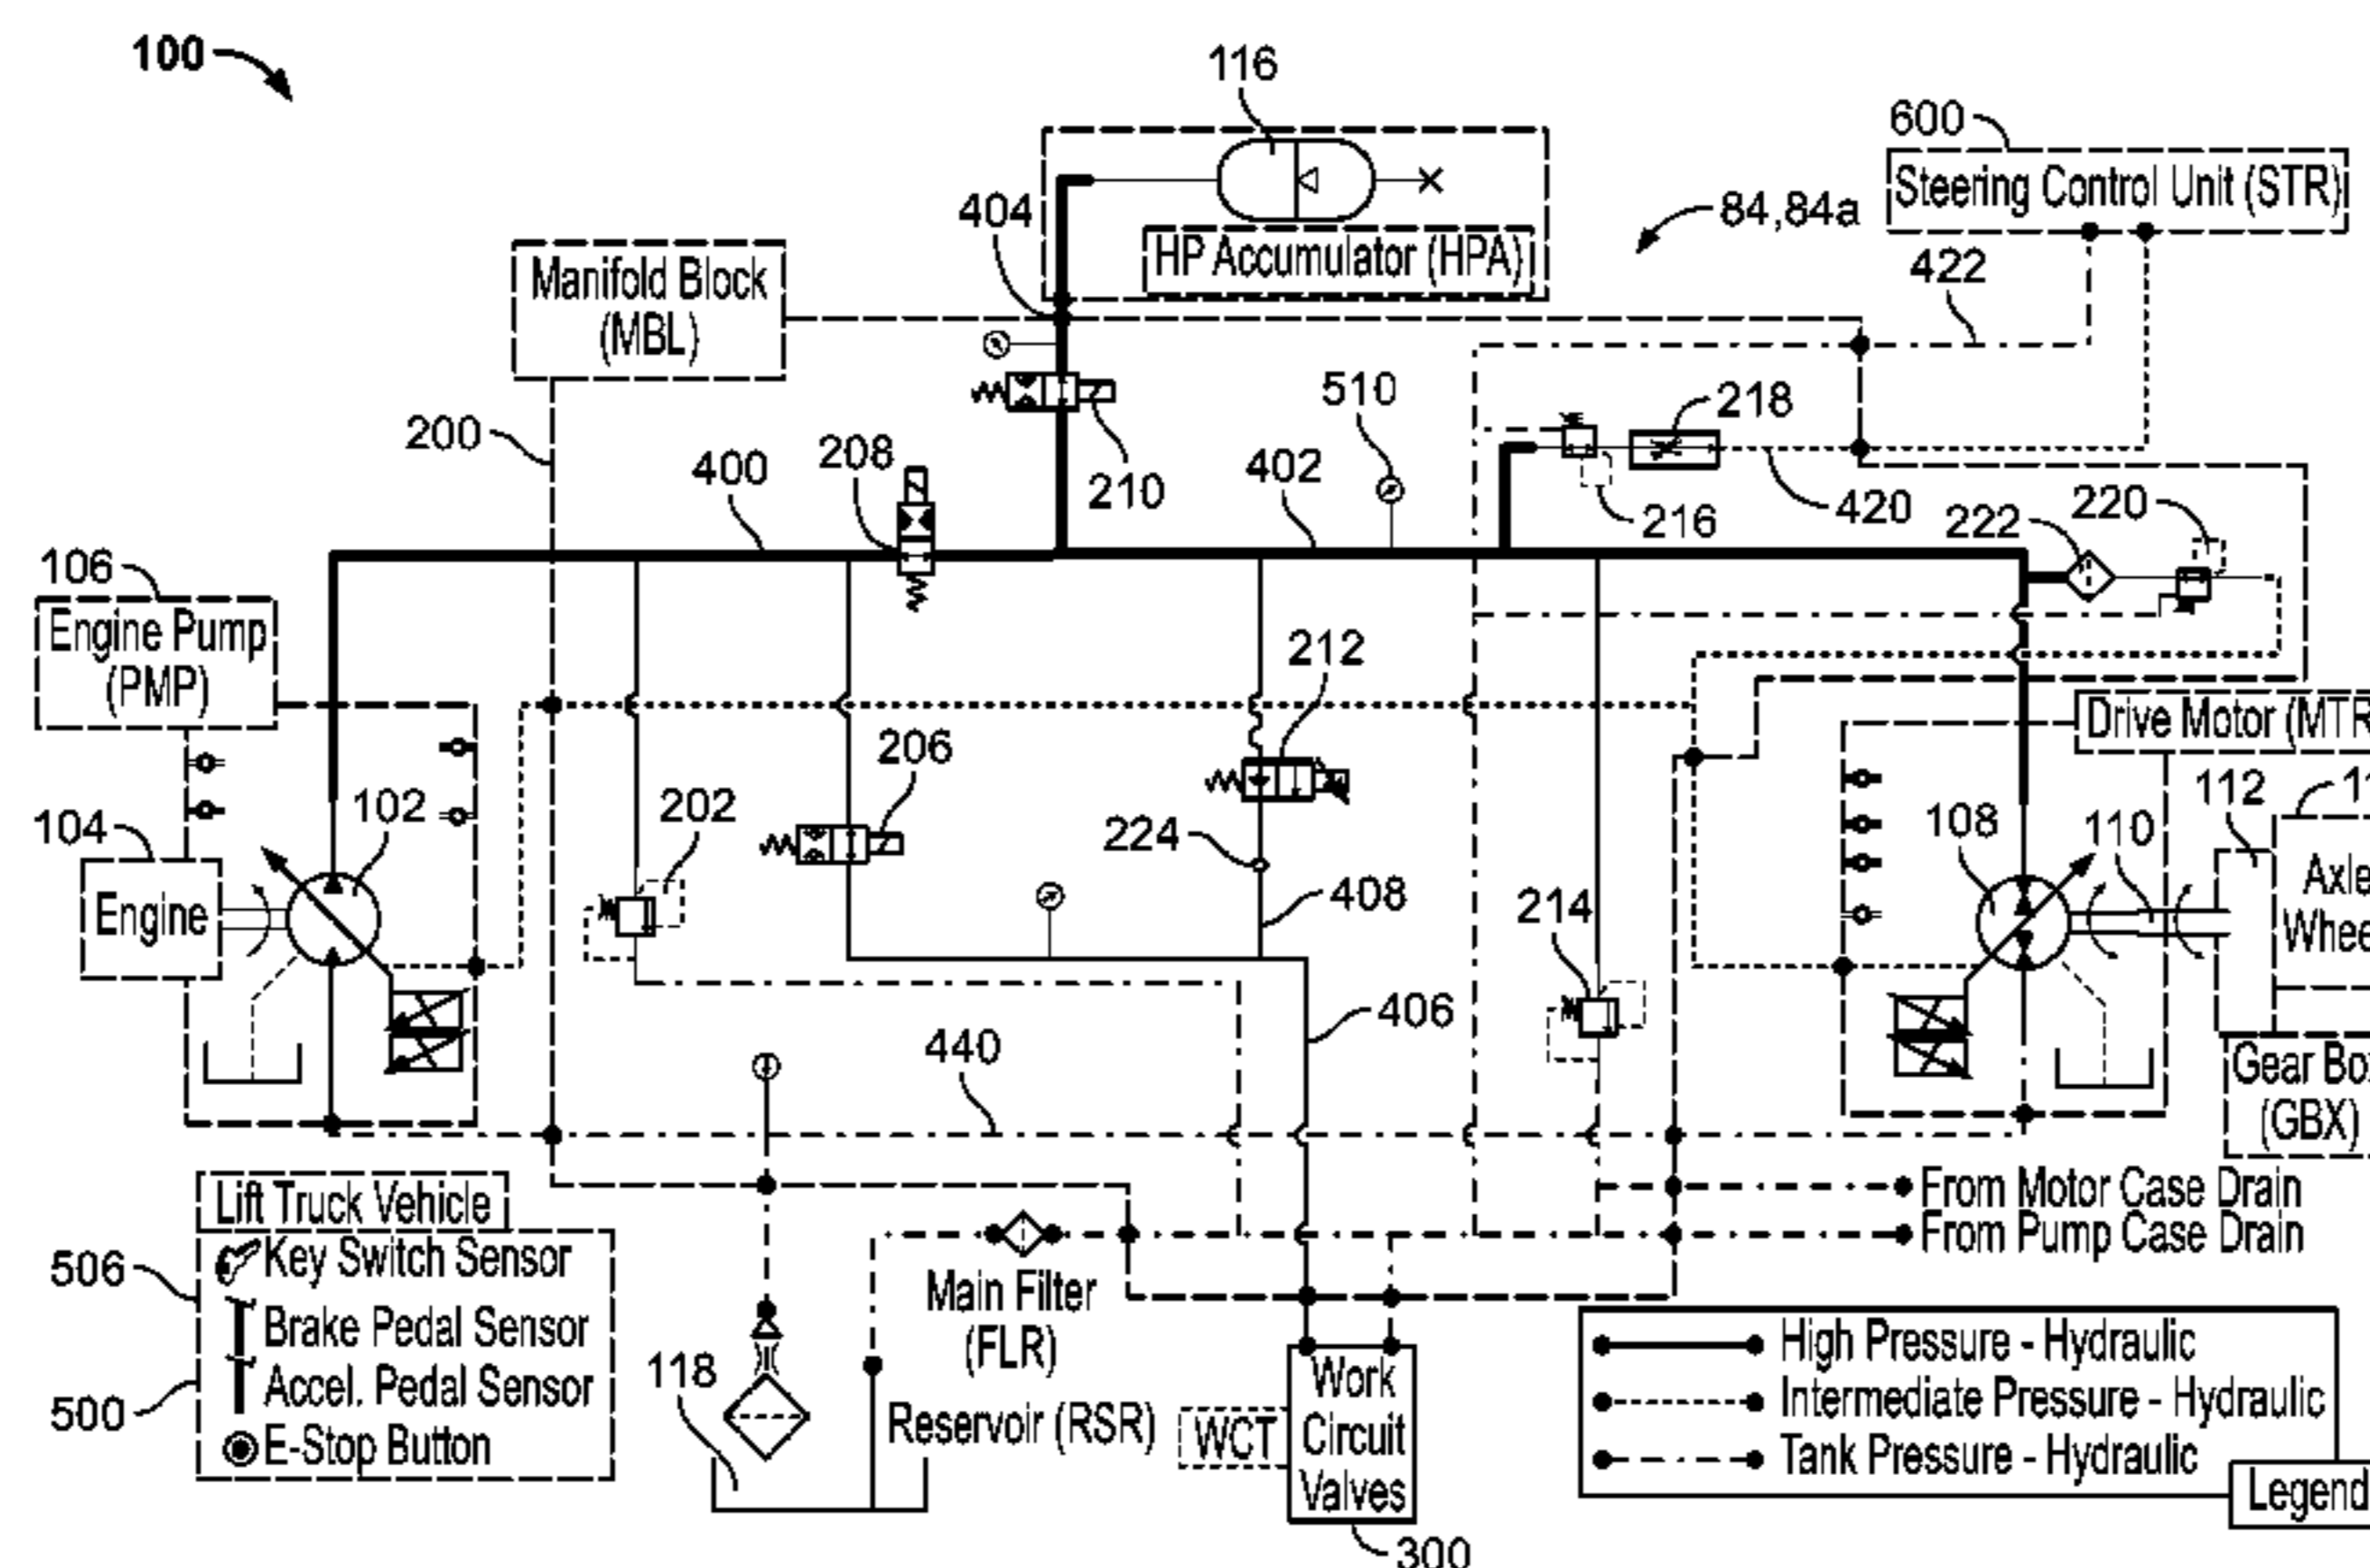 100
116
600
Steering Control Unit (STR)
84,84a
404
HP Accumulator (HPA)
422
Manifold Block
(MBL)
510
218
200
400
208
210
402
216
420
222
220
106
Engine Pump
(PMP)
212
Drive Motor (MTR
206
104
102
202
224
108
110
112
11
Engine
408
214
Axle
406
440
Gear Box
(GBX)
From Motor Case Drain
From Pump Case Drain
Lift Truck Vehicle
506
Key Switch Sensor
Brake Pedal Sensor
500
Accel. Pedal Sensor
E-Stop Button
Main Filter
(FLR)
118
Reservoir (RSR)
WCT
Work
Circuit
Valves
300
High Pressure - Hydraulic
Intermediate Pressure - Hydraulic
Tank Pressure - Hydraulic
Legend